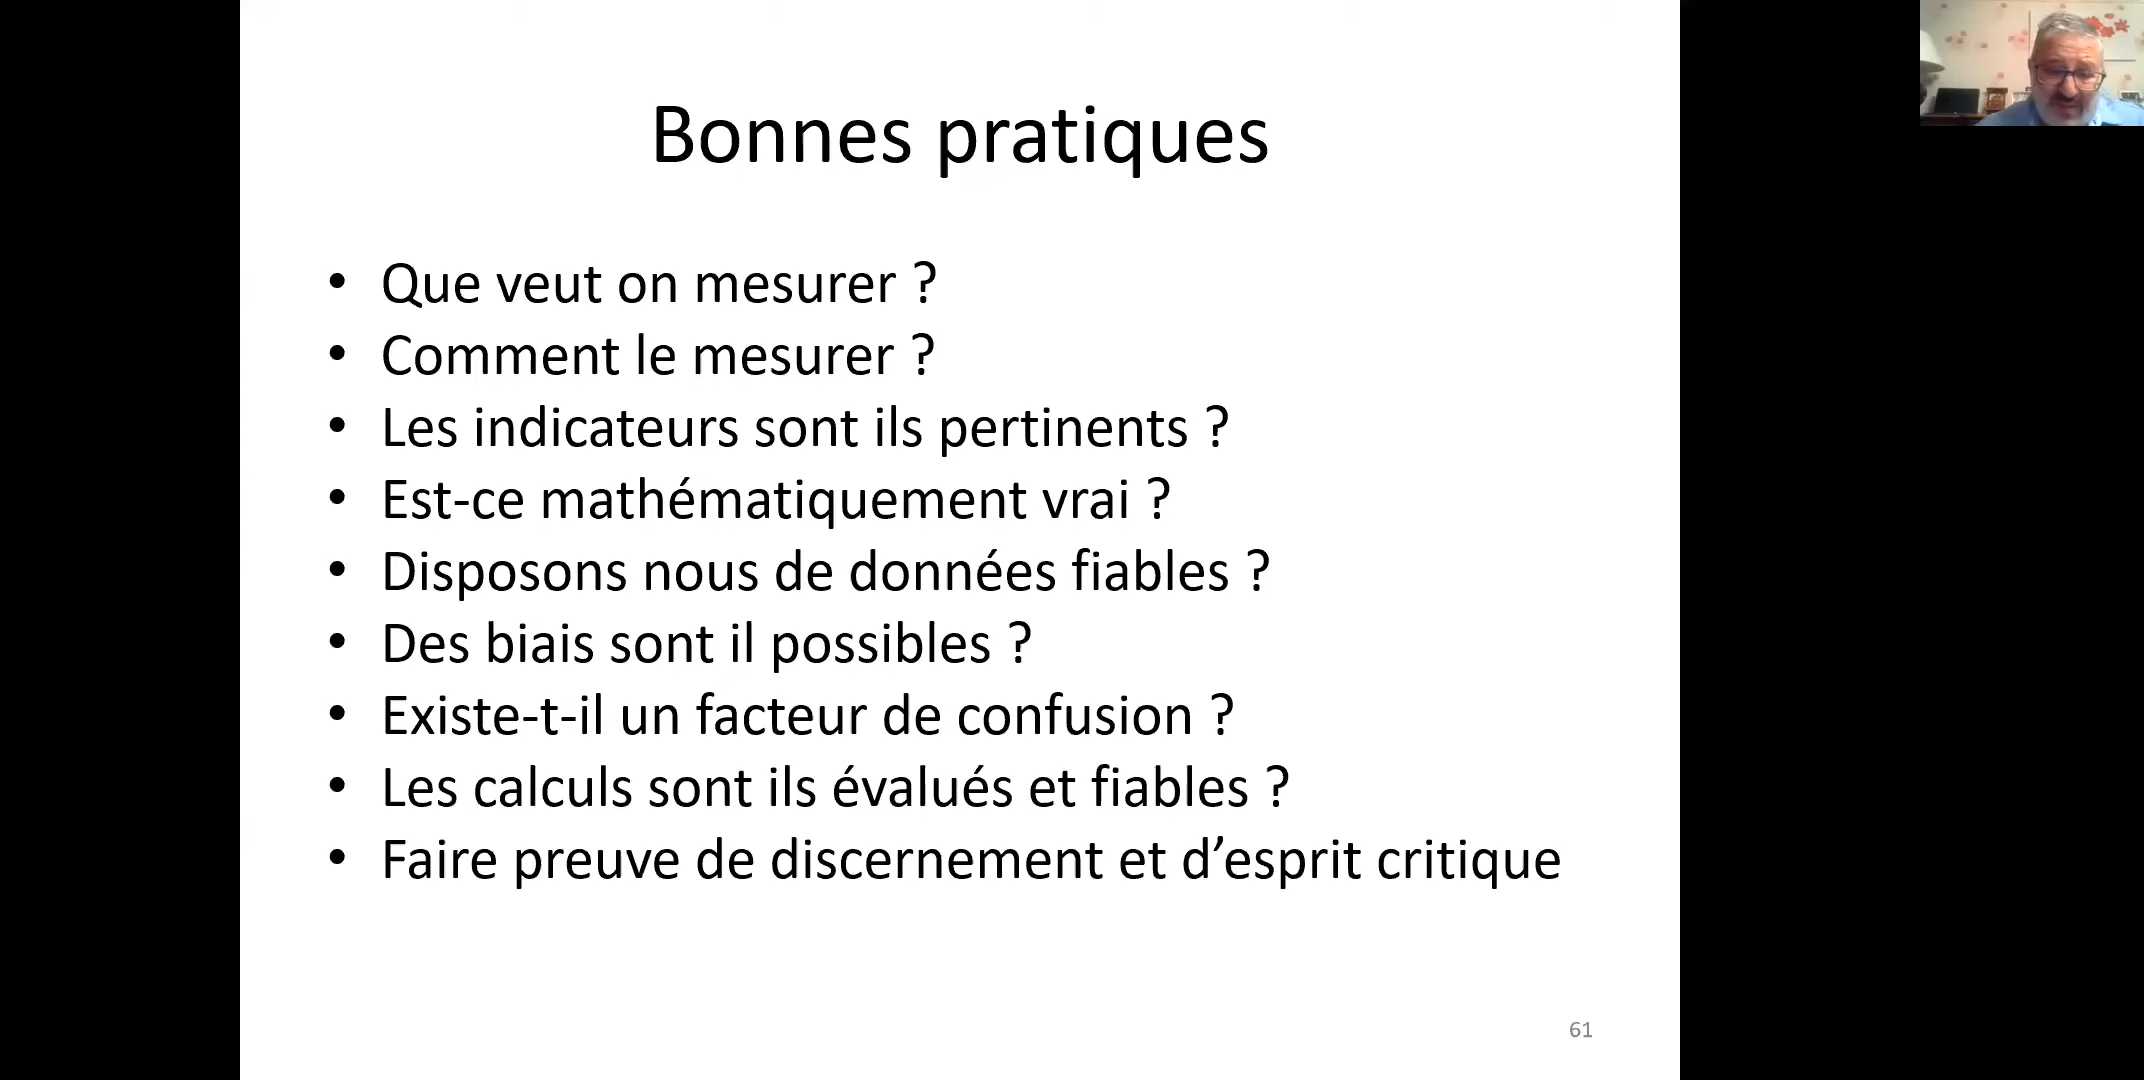 Bonnes pratiques
• Que veut on mesurer ?
• Comment le mesurer ?
• Les indicateurs sont ils pertinents ?
• Est-ce mathématiquement vrai ?
• Disposons nous de données fiables ?
• Des biais sont il possibles ?
• Existe-t-il un facteur de confusion ?
• Les calculs sont ils évalués et fiables ?
• Faire preuve de discernement et d’esprit critique
61